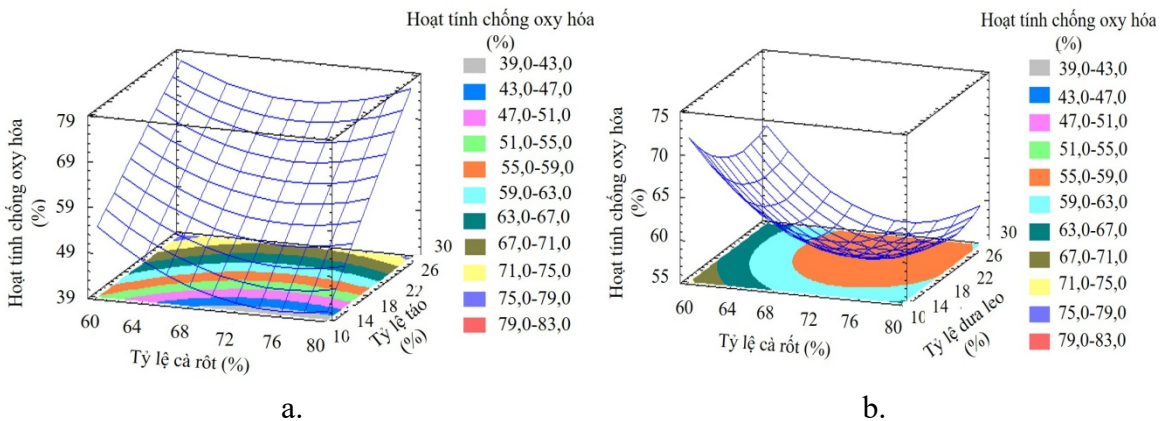 Hoạt tính chống oxy hóa
(%)
39,0-43,0
43,0-47,0
47,0-51,0
51,0-55,0
55,0-59,0
59,0-63,0
63,0-67,0
67,0-71,0
71,0-75,0
75,0-79,0
79,0-83,0
Hoạt tính chống oxy hóa
(%)
79
69
59
49
39
60 64 68 72 76 80
10 14 18 22 26 30
Tỷ lệ cà rôt (%)
Tỷ lệ táo
(%)
a.
Hoạt tính chống oxy hóa
(%)
39,0-43,0
43,0-47,0
47,0-51,0
51,0-55,0
55,0-59,0
59,0-63,0
63,0-67,0
67,0-71,0
71,0-75,0
75,0-79,0
79,0-83,0
Hoạt tính chống oxy hóa
(%)
75
70
65
60
55
60 64 68 72 76 80
10 14 18 22 26 30
Tỷ lệ cà rốt (%)
Tỷ lệ dưa leo
(%)
b.